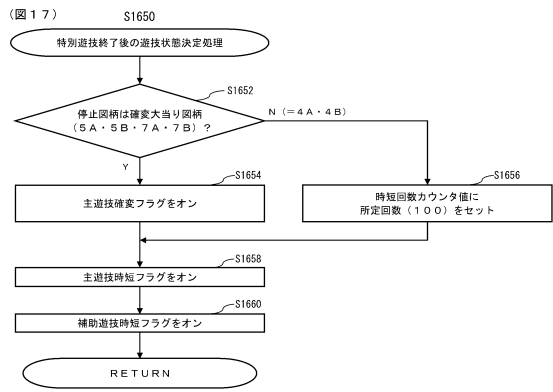 （図１７）
S1650
特別遊技終了後の遊技状態決定処理
S1652
停止図柄は確変大当り図柄
（５Ａ・５Ｂ・７Ａ・７Ｂ）？
Ｎ（＝４Ａ・４Ｂ）
Ｙ
S1654
主遊技確変フラグをオン
S1656
時短回数カウンタ値に
所定回数（１００）をセット
S1658
主遊技時短フラグをオン
S1660
補助遊技時短フラグをオン
ＲＥＴＵＲＮ